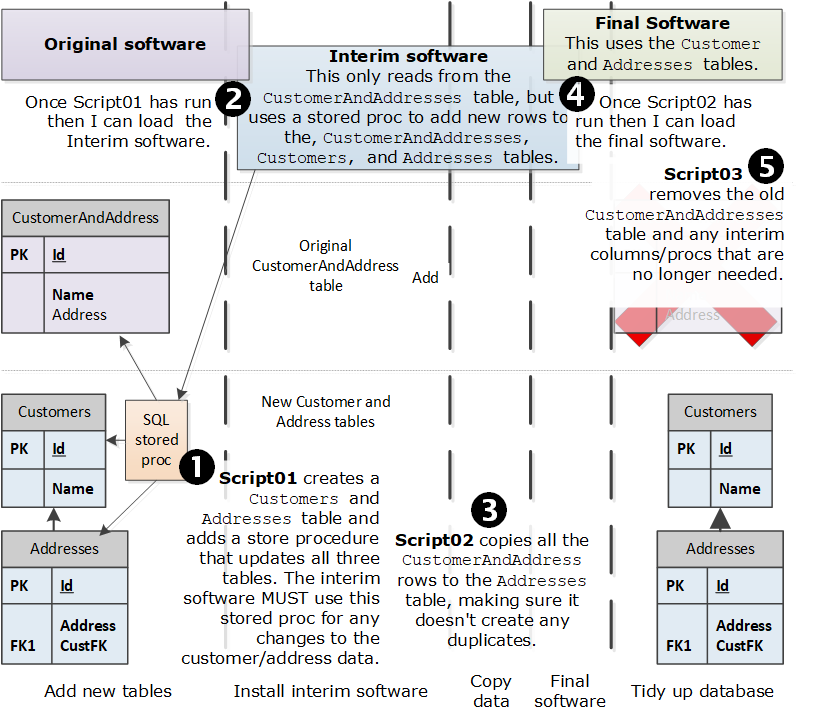 Original software
Interim software
This only reads from the
CustomerAndAddresses table, but
uses a stored proc to add new rows to
the, CustomerAndAddresses,
Customers, and Addresses tables.
Final Software
This uses the Customer
and Addresses tables.
Once Script01 has run
then I can load the
Interim software.
2
4
Once Script02 has
run then I can load
the final software.
5
Script03
removes the old
CustomerAndAddresses
table and any interim
columns/procs that are
no longer needed.
CustomerAndAddress
PK Id
Name
Address
Original
CustomerAndAddress
table
Add
Address
Customers
PK Id
Name
SQL
stored
proc
New Customer and
Address tables
1
Script01 creates a
Customers and
Addresses table and
adds a store procedure
that updates all three
tables. The interim
software MUST use this
stored proc for any
changes to the
customer/address data.
3
Script02 copies all the
CustomerAndAddress
rows to the Addresses
table, making sure it
doesn't create any
duplicates.
Customers
PK Id
Name
Addresses
PK Id
Address
FK1 CustFK
Addresses
PK Id
Address
FK1 CustFK
Add new tables
Install interim software
Copy
data
Final
software
Tidy up database